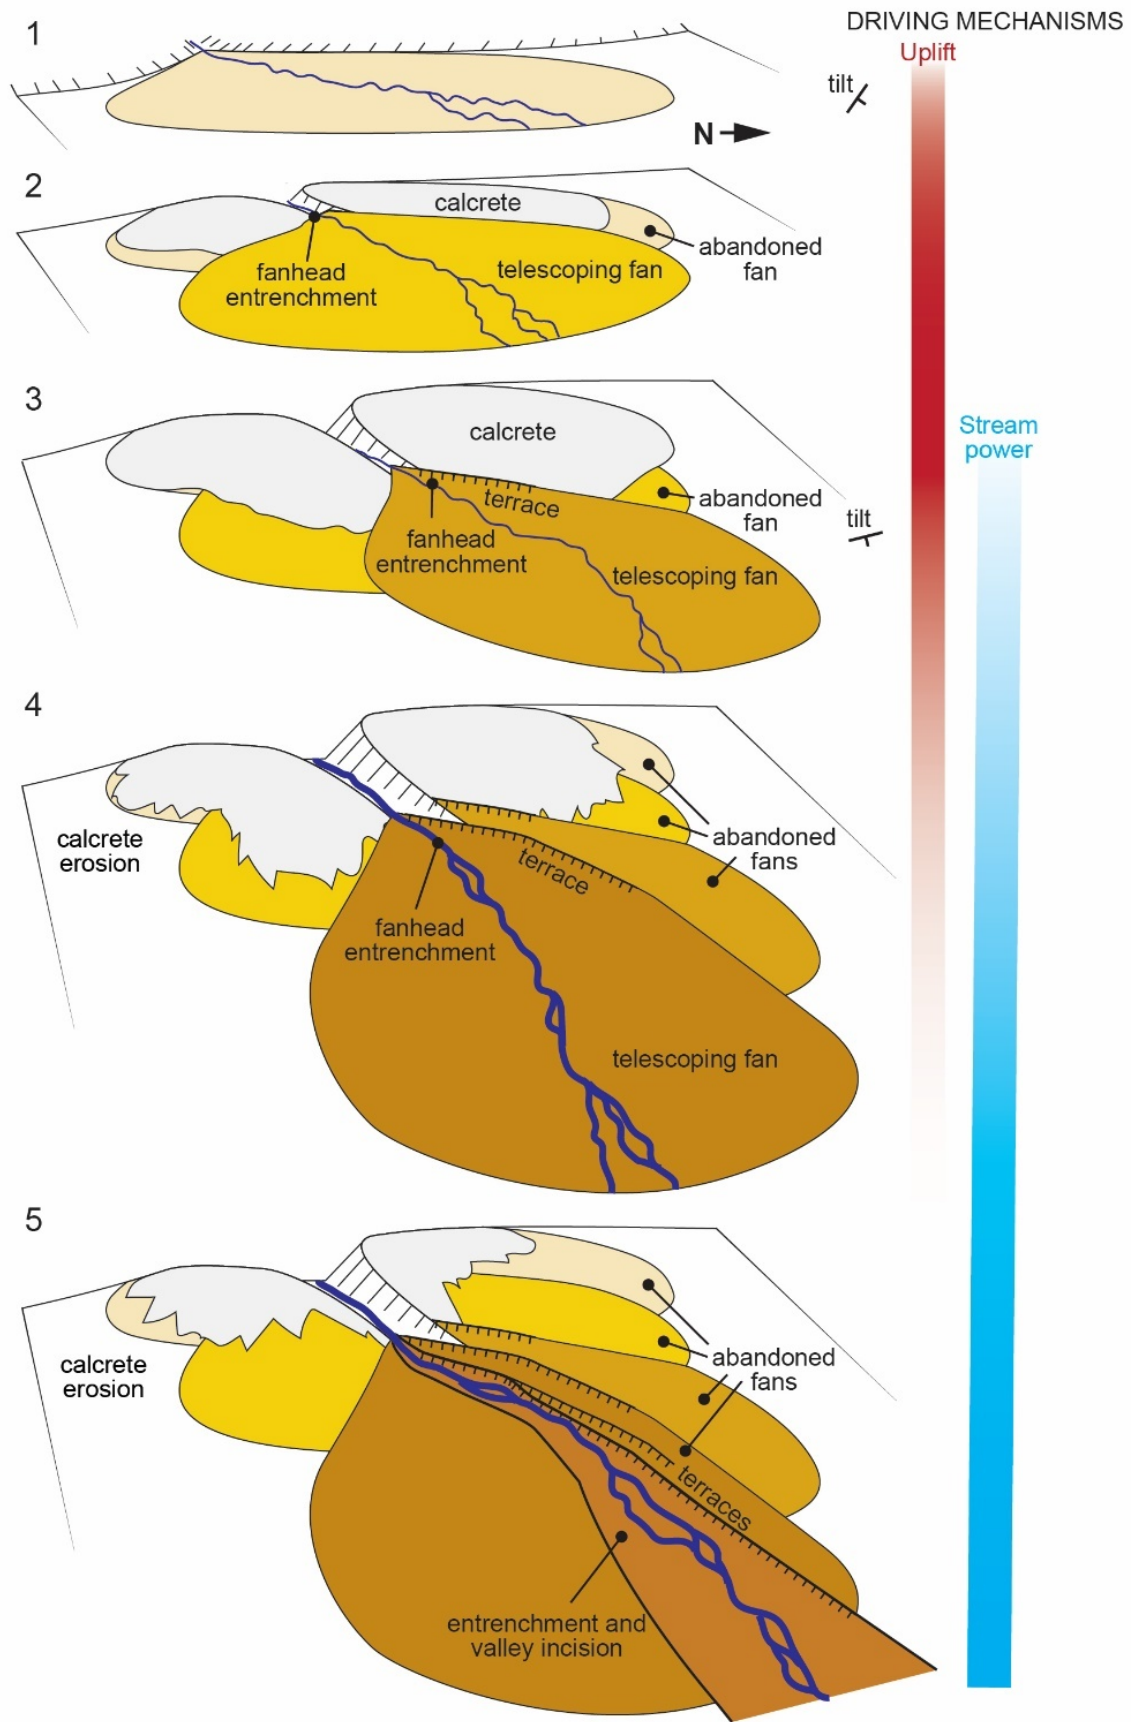 DRIVING MECHANISMS
Uplift
1
tilt
N
2
calcrete
abandoned
fan
fanhead
entrenchment
telescoping fan
3
Stream
power
calcrete
terrace
abandoned
fan
tilt
fanhead
entrenchment
telescoping fan
4
calcrete
erosion
abandoned
fans
terrace
fanhead
entrenchment
telescoping fan
5
calcrete
erosion
abandoned
fans
terraces
entrenchment and
valley incision